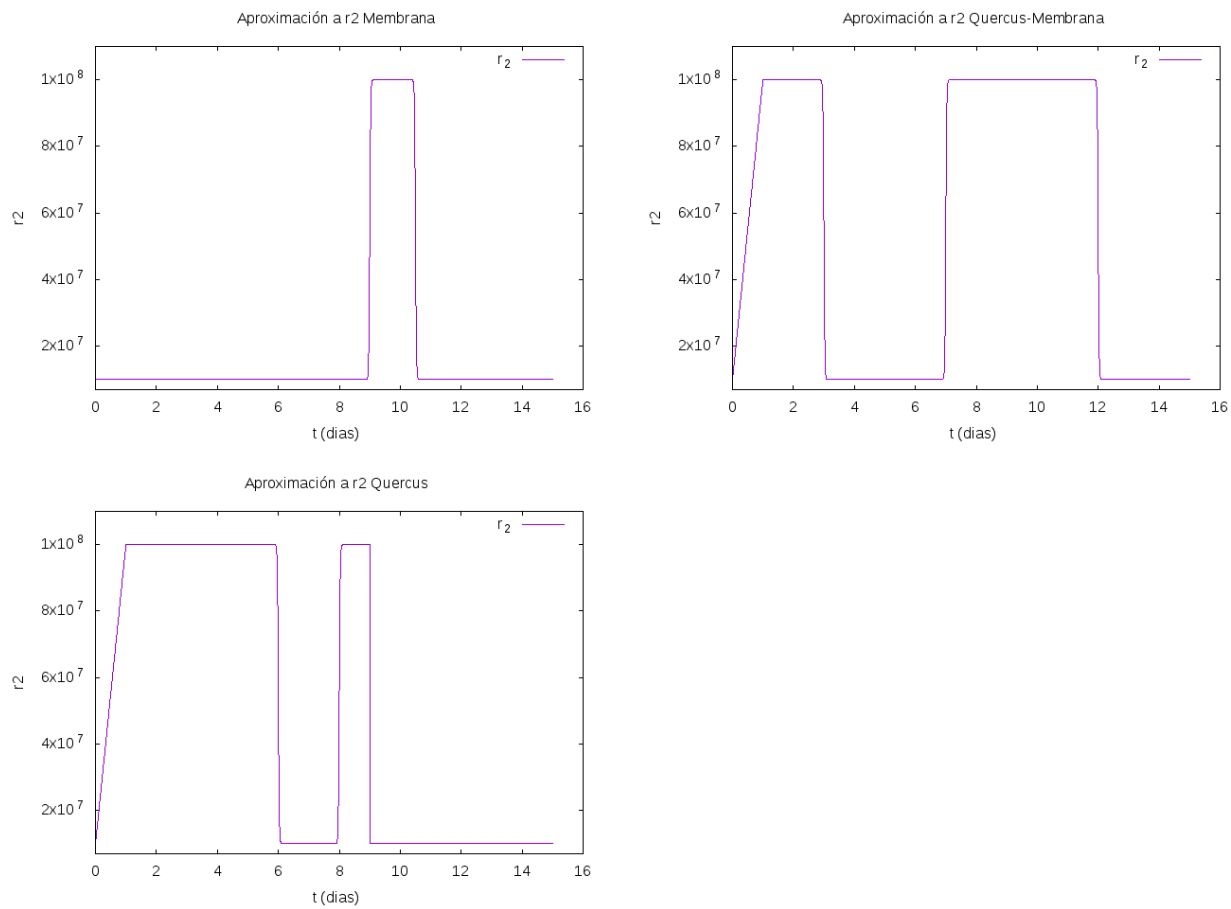 Aproximación a r2 Membrana
r2
1x10^8
8x10^7
6x10^7
4x10^7
2x10^7
r_2
0 2 4 6 8 10 12 14 16
t (dias)
Aproximación a r2 Quercus-Membrana
r2
1x10^8
8x10^7
6x10^7
4x10^7
2x10^7
r_2
0 2 4 6 8 10 12 14 16
t (dias)
Aproximación a r2 Quercus
r2
1x10^8
8x10^7
6x10^7
4x10^7
2x10^7
r_2
0 2 4 6 8 10 12 14 16
t (dias)